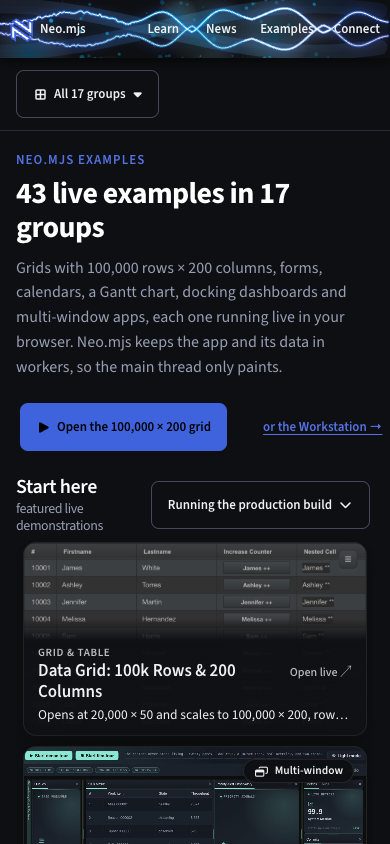 Neo.mjs Learn News Examples Connect
All 17 groups
NEO.MJS EXAMPLES
43 live examples in 17
groups
Grids with 100,000 rows × 200 columns, forms,
calendars, a Gantt chart, docking dashboards and
multi-window apps, each one running live in your
browser. Neo.mjs keeps the app and its data in
workers, so the main thread only paints.
Open the 100,000 × 200 grid
or the Workstation →
Start here
featured live
demonstrations
Running the production build
# Firstname Lastname Increase Counter Nested Cell
10001 James White James ++ James **
10002 Ashley Torres Ashley ++ Ashley **
10003 Jennifer Martin Jennifer ++ Jennifer **
10004 Melissa Hernandez Melissa ++ Melissa **
GRID & TABLE
Data Grid: 100k Rows & 200
Columns
Open live ↗
Opens at 20,000 × 50 and scales to 100,000 × 200, row…
Light mode
Multi-window
99.9